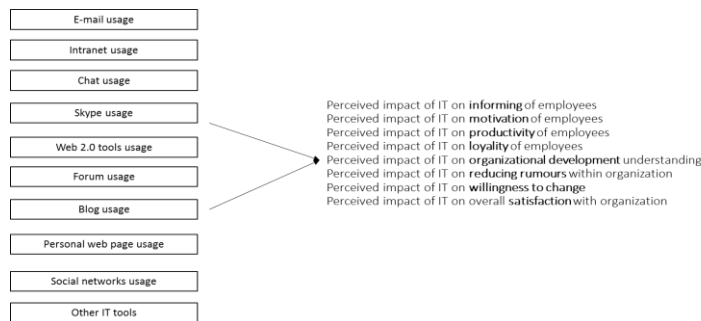 E-mail usage
Intranet usage
Chat usage
Skype usage
Web 2.0 tools usage
Forum usage
Blog usage
Personal web page usage
Social networks usage
Other IT tools
Perceived impact of IT on informing of employees
Perceived impact of IT on motivation of employees
Perceived impact of IT on productivity of employees
Perceived impact of IT on loyality of employees
Perceived impact of IT on organizational development understanding
Perceived impact of IT on reducing rumours within organization
Perceived impact of IT on willingness to change
Perceived impact of IT on overall satisfaction with organization